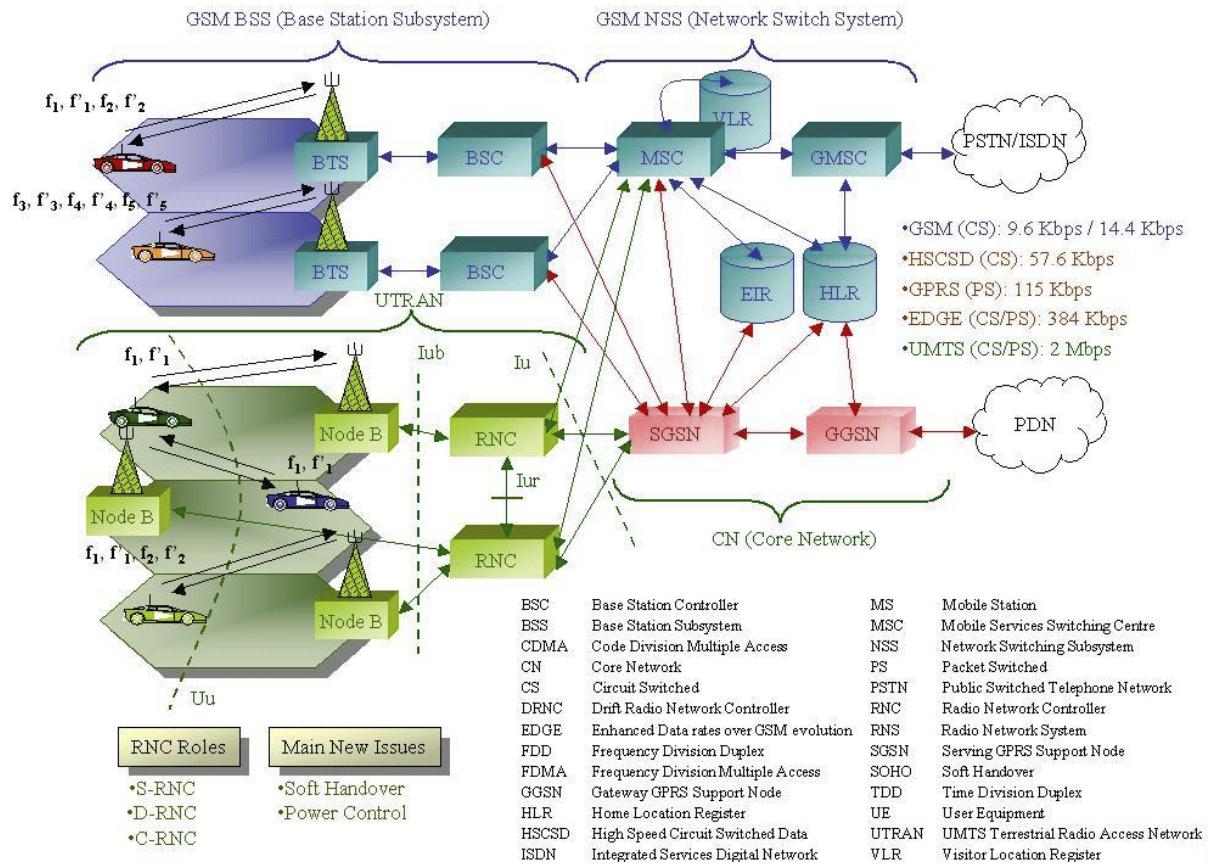 GSM BSS (Base Station Subsystem)
GSM NSS (Network Switch System)
f1, f'1, f2, f'2
VLR
BTS
BSC
MSC
GMSC
PSTN/ISDN
f3, f'3, f4, f'4, f5, f'5
BTS
BSC
EIR
HLR
•GSM (CS): 9.6 Kbps / 14.4 Kbps
•HSCSD (CS): 57.6 Kbps
•GPRS (PS): 115 Kbps
•EDGE (CS/PS): 384 Kbps
•UMTS (CS/PS): 2 Mbps
UTRAN
f1, f'1
Iub
Iu
Node B
RNC
SGSN
GGSN
PDN
f1, f'1
Iur
Node B
RNC
CN (Core Network)
f1, f'1, f2, f'2
Node B
Uu
RNC Roles
•S-RNC
•D-RNC
•C-RNC
Main New Issues
•Soft Handover
•Power Control
BSC Base Station Controller
BSS Base Station Subsystem
CDMA Code Division Multiple Access
CN Core Network
CS Circuit Switched
DRNC Drift Radio Network Controller
EDGE Enhanced Data rates over GSM evolution
FDD Frequency Division Duplex
FDMA Frequency Division Multiple Access
GGSN Gateway GPRS Support Node
HLR Home Location Register
HSCSD High Speed Circuit Switched Data
ISDN Integrated Services Digital Network
MS Mobile Station
MSC Mobile Services Switching Centre
NSS Network Switching Subsystem
PS Packet Switched
PSTN Public Switched Telephone Network
RNC Radio Network Controller
RNS Radio Network System
SGSN Serving GPRS Support Node
SOHO Soft Handover
TDD Time Division Duplex
UE User Equipment
UTRAN UMTS Terrestrial Radio Access Network
VLR Visitor Location Register